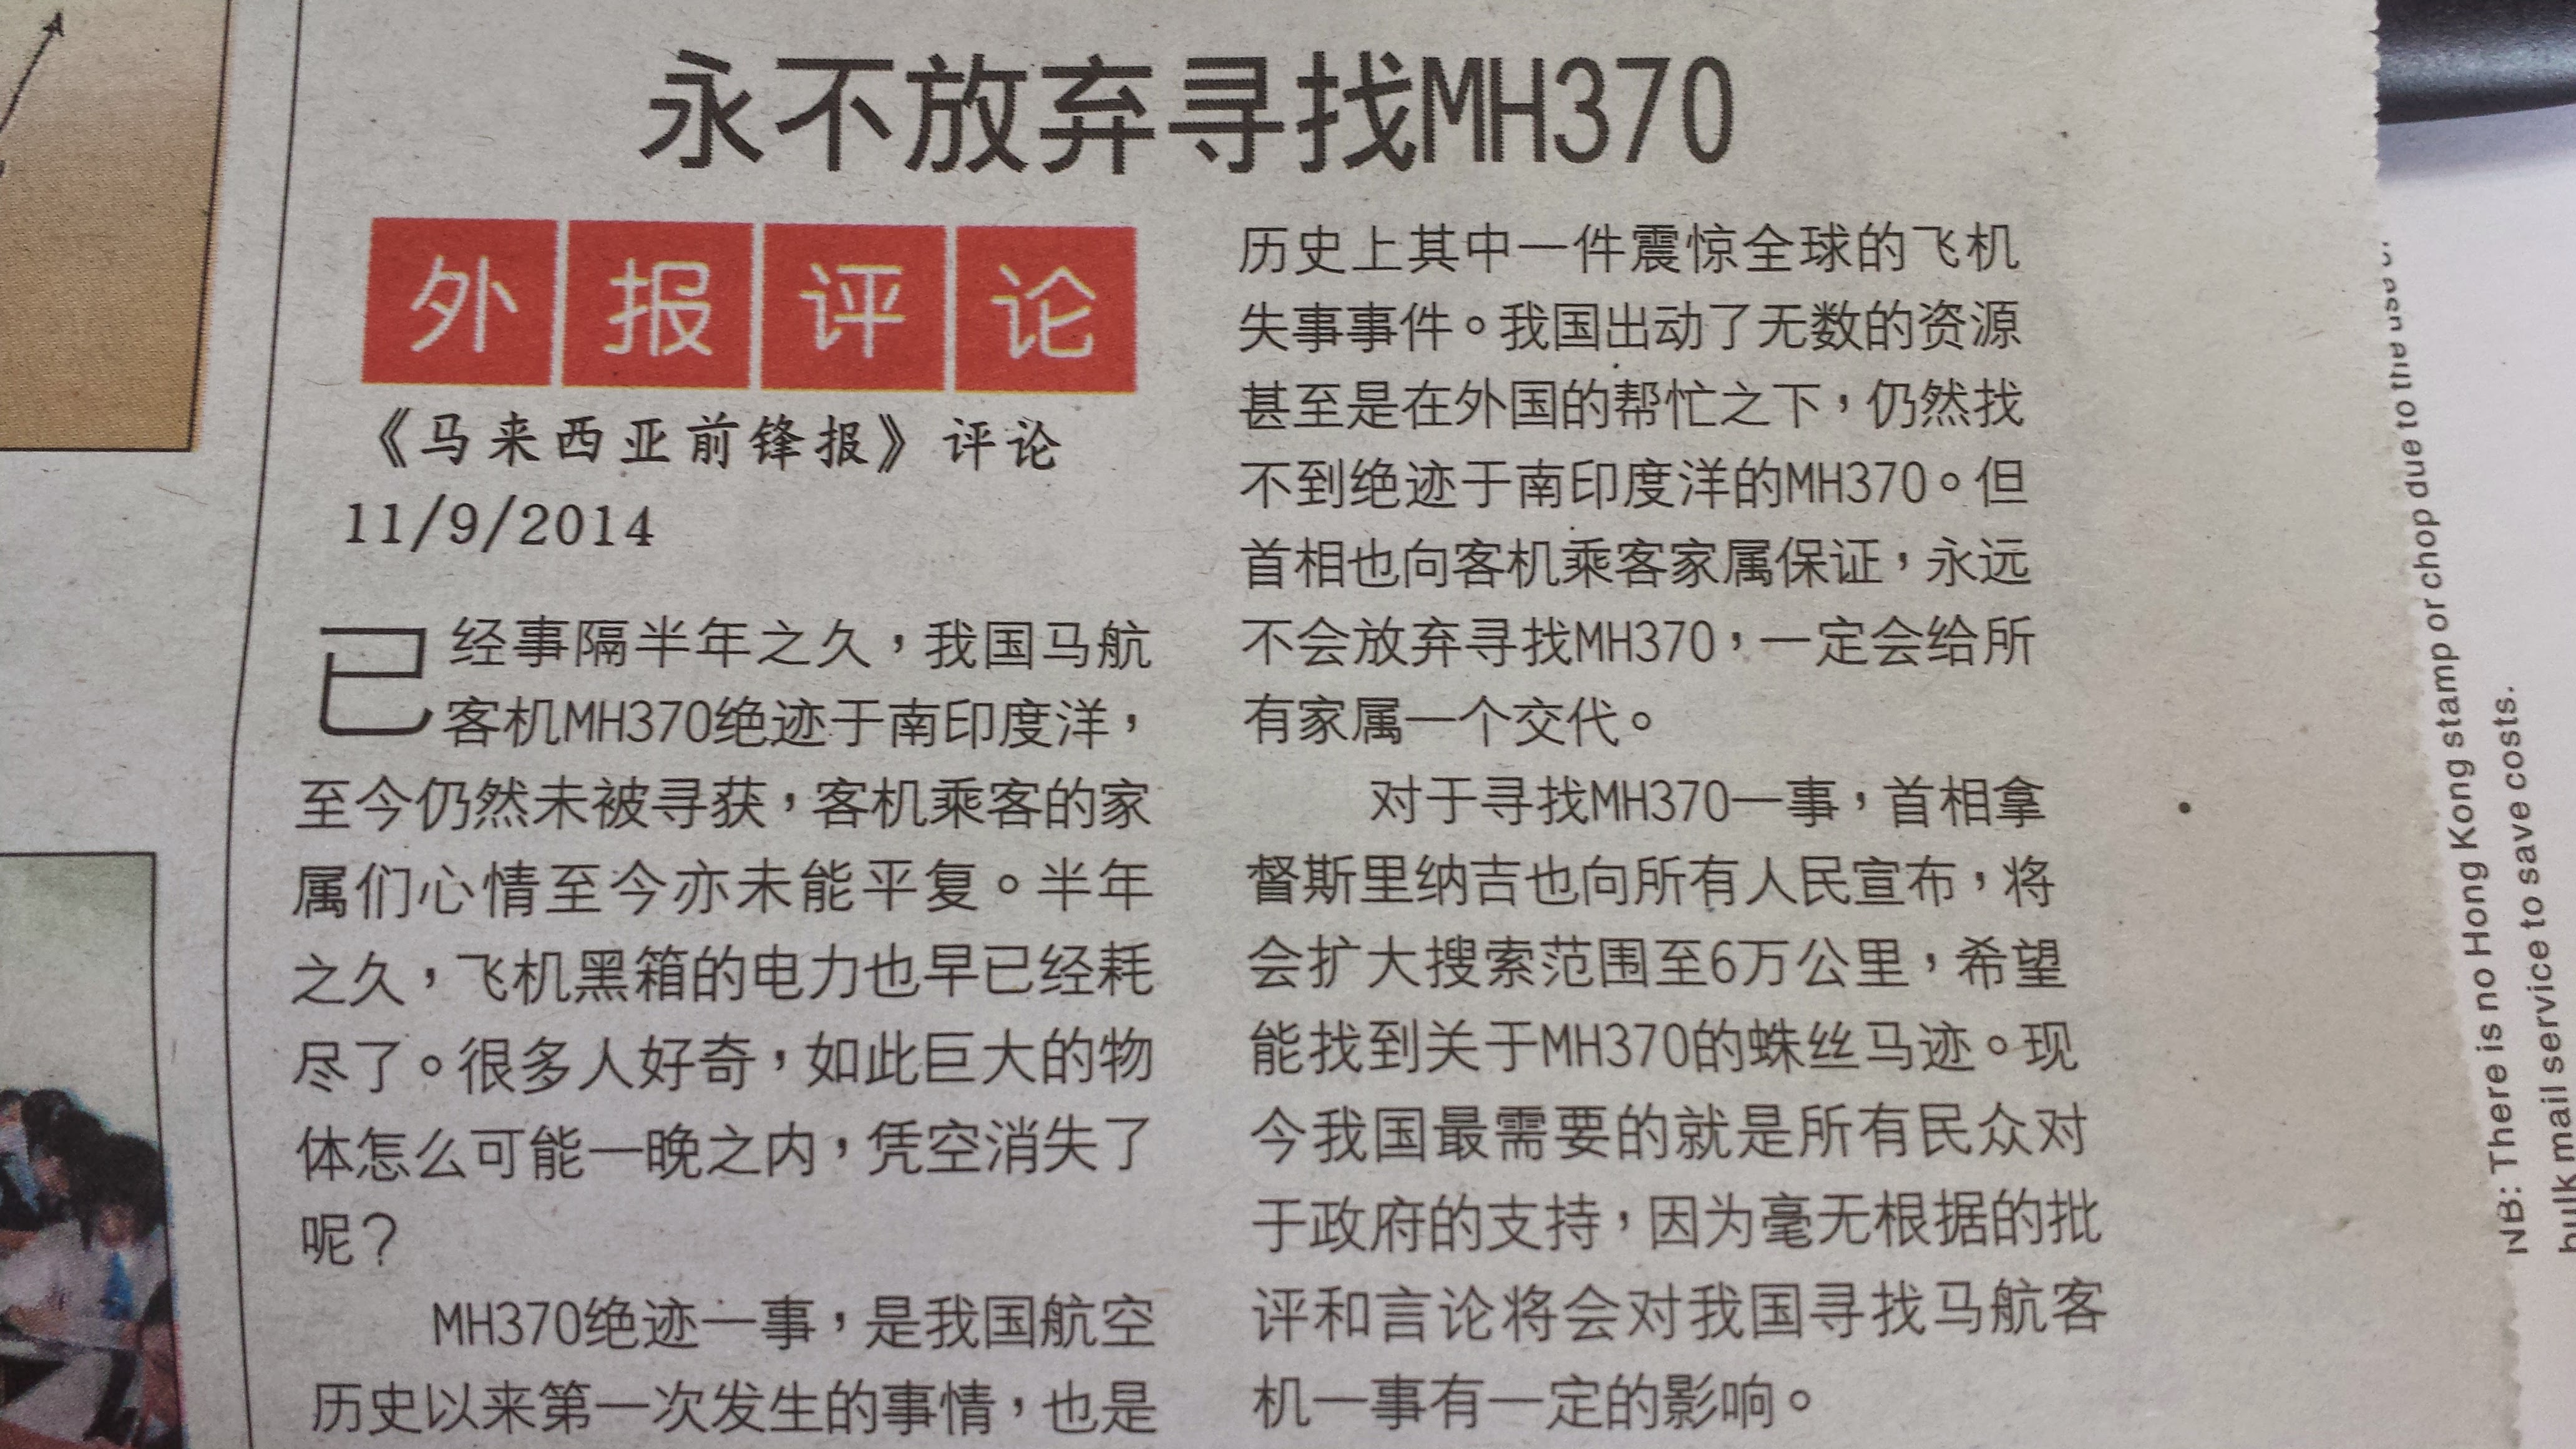 永不放弃寻找MH370
外报评论
《马来西亚前锋报》评论
11/9/2014
已经事隔半年之久，我国马航
客机MH370绝迹于南印度洋，
至今仍然未被寻获，客机乘客的家
属们心情至今亦未能平复。半年
之久，飞机黑箱的电力也早已经耗
尽了。很多人好奇，如此巨大的物
体怎么可能一晚之内，凭空消失了
呢？
MH370绝迹一事，是我国航空
历史以来第一次发生的事情，也是
历史上其中一件震惊全球的飞机
失事事件。我国出动了无数的资源
甚至是在外国的帮忙之下，仍然找
不到绝迹于南印度洋的MH370。但
首相也向客机乘客家属保证，永远
不会放弃寻找MH370，一定会给所
有家属一个交代。
对于寻找MH370一事，首相拿
督斯里纳吉也向所有人民宣布，将
会扩大搜索范围至6万公里，希望
能找到关于MH370的蛛丝马迹。现
今我国最需要的就是所有民众对
于政府的支持，因为毫无根据的批
评和言论将会对我国寻找马航客
机一事有一定的影响。
NB: There is no Hong Kong stamp or chop due to the use
bulk mail service to save costs.